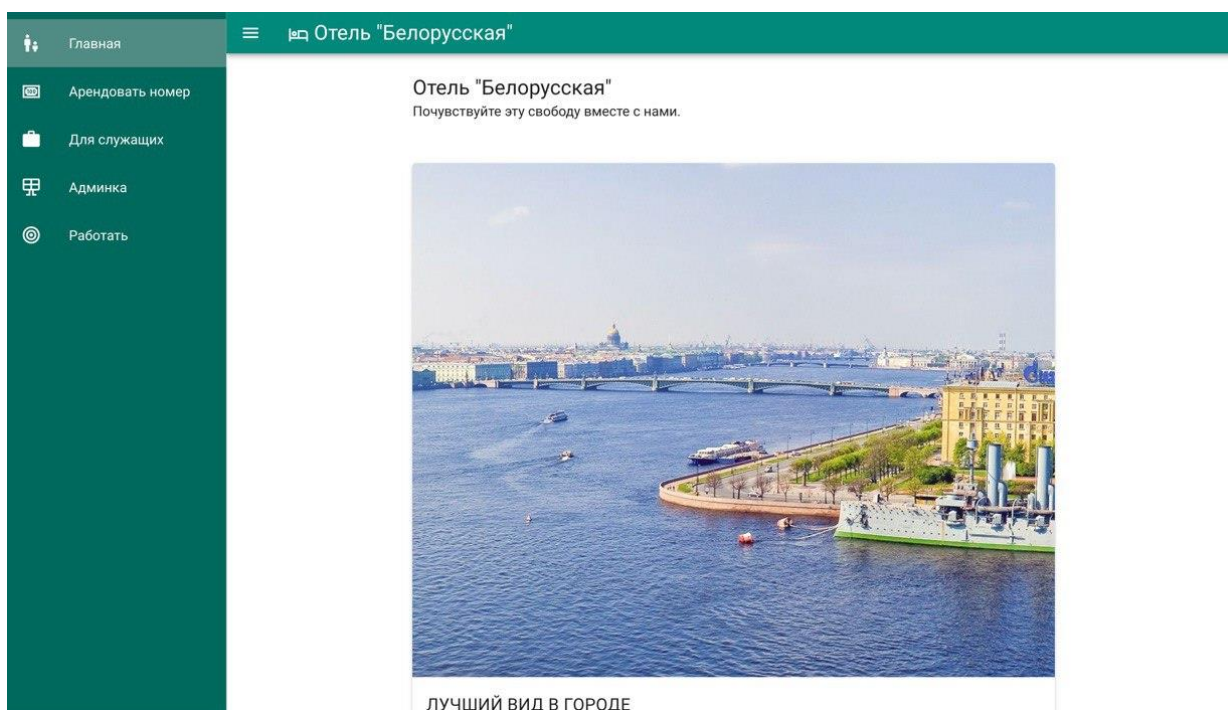 Главная
Арендовать номер
Для служащих
Админка
Работать
Отель "Белорусская"
Отель "Белорусская"
Почувствуйте эту свободу вместе с нами.
ЛУЧШИЙ ВИД В ГОРОДЕ